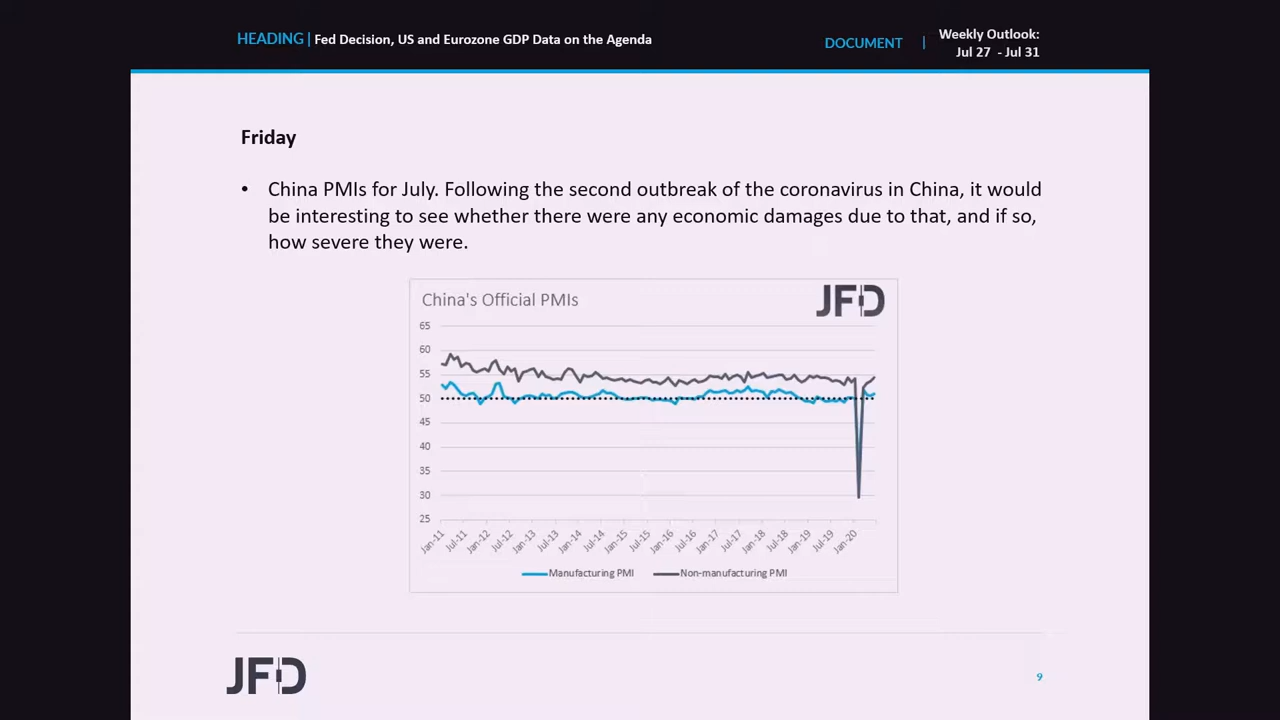 HEADING | Fed Decision, US and Eurozone GDP Data on the Agenda
DOCUMENT |
Weekly Outlook:
Jul 27 - Jul 31
Friday
• China PMIs for July. Following the second outbreak of the coronavirus in China, it would
be interesting to see whether there were any economic damages due to that, and if so,
how severe they were.
China's Official PMIs
JFD
65
60
55
50
45
40
35
30
25
Jan-11
Jul-11
Jan-12
Jul-12
Jan-13
Jul-13
Jan-14
Jul-14
Jan-15
Jul-15
Jan-16
Jul-16
Jan-17
Jul-17
Jan-18
Jul-18
Jan-19
Jul-19
Jan-20
Manufacturing PMI
Non-manufacturing PMI
JFD
9